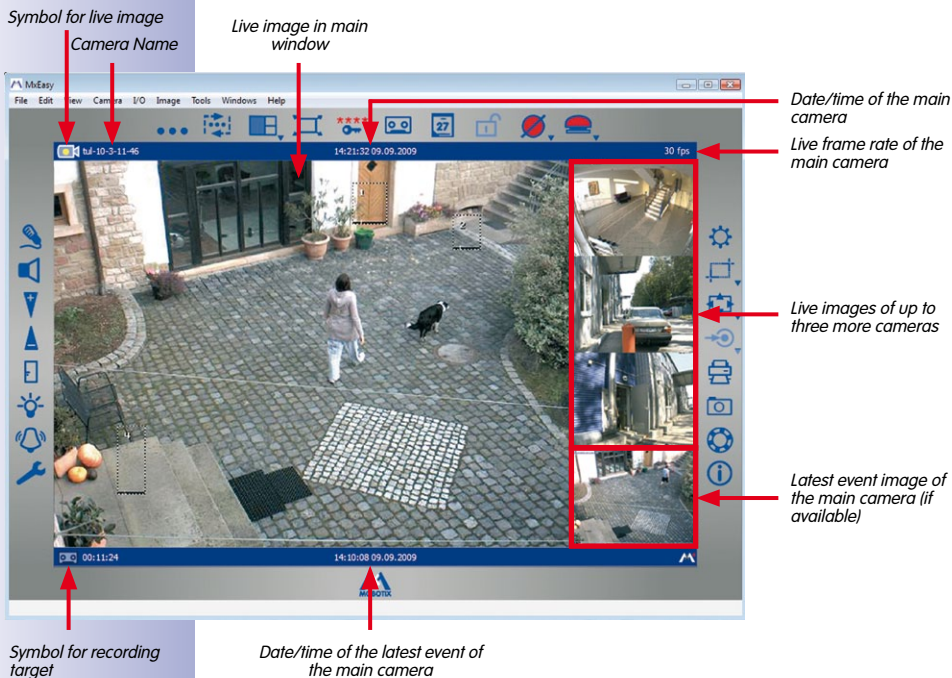 Symbol for live image
Camera Name
Live image in main
window
MxEasy
File Edit View Camera I/O Image Tools Windows Help
27
tul-10-3-11-46 14:21:32 09.09.2009 30 fps
Date/time of the main
camera
Live frame rate of the
main camera
1
2
Live images of up to
three more cameras
Latest event image of
the main camera (if
available)
00:11:24 14:10:08 09.09.2009
MOBOTIX
Symbol for recording
target
Date/time of the latest event of
the main camera